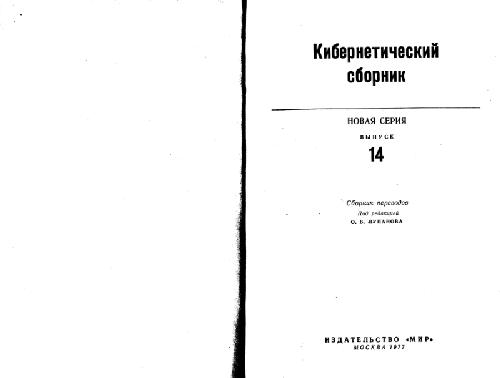 Кибернетический
сборник
НОВАЯ СЕРИЯ
ВЫПУСК
14
Сборник переводов
Под редакцией
О. Б. ЛУПАНОВА
ИЗДАТЕЛЬСТВО «МИР»
МОСКВА 1977